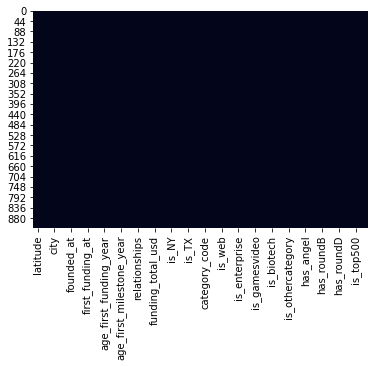 0
44
88
132
176
220
264
308
352
396
440
484
528
572
616
660
704
748
792
836
880
latitude
city
founded_at
first_funding_at
age_first_funding_year
age_first_milestone_year
relationships
funding_total_usd
is_NY
is_TX
category_code
is_web
is_enterprise
is_gamesvideo
is_biotech
is_othercategory
has_angel
has_roundB
has_roundD
is_top500